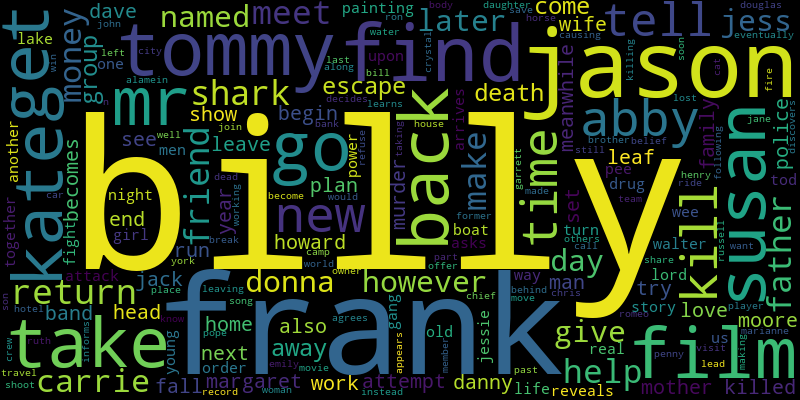 dave
named
meet
later
painting
come
wife
tell
daughter
save
horse
douglas
eventually
jess
body
ron
water
john
lake
kate
get
money
group
left
city
tommy
find
jason
causing
killing
soon
cat
fire
one
win
alamein
mr
shark
escape
last
along
upon
bill
crystal
death
abby
lost
another
becomes
fight
show
begin
decides
learns
arrives
meanwhile
brother
belief
jane
discovers
police
well
join
bank
see
men
friend
leave
go
back
make
time
leaf
still
following
family
susan
billy
power
refuse
house
taking
garrett
pee
drug
tod
dead
night
year
plan
murder
made
henry
ride
team
together
car
end
girl
working
become
would
new
former
set
wee
kill
father
run
break
howard
camp
world
boat
asks
turn
others
call
walter
russell
want
share
player
attack
york
jack
place
donna
owner
however
part
offer
way
behind
move
day
man
chris
lord
try
story
love
moore
marianne
son
hotel
return
leaving
song
frank
gang
chief
film
romeo
take
band
head
home
also
agrees
appears
member
old
jessie
give
real
us
penny
visit
making
crew
ruth
informs
know
young
pope
next
away
emily
movie
past
help
travel
shoot
carrie
fall
order
margaret
record
woman
work
attempt
instead
danny
life
reveals
mother
lead
killed